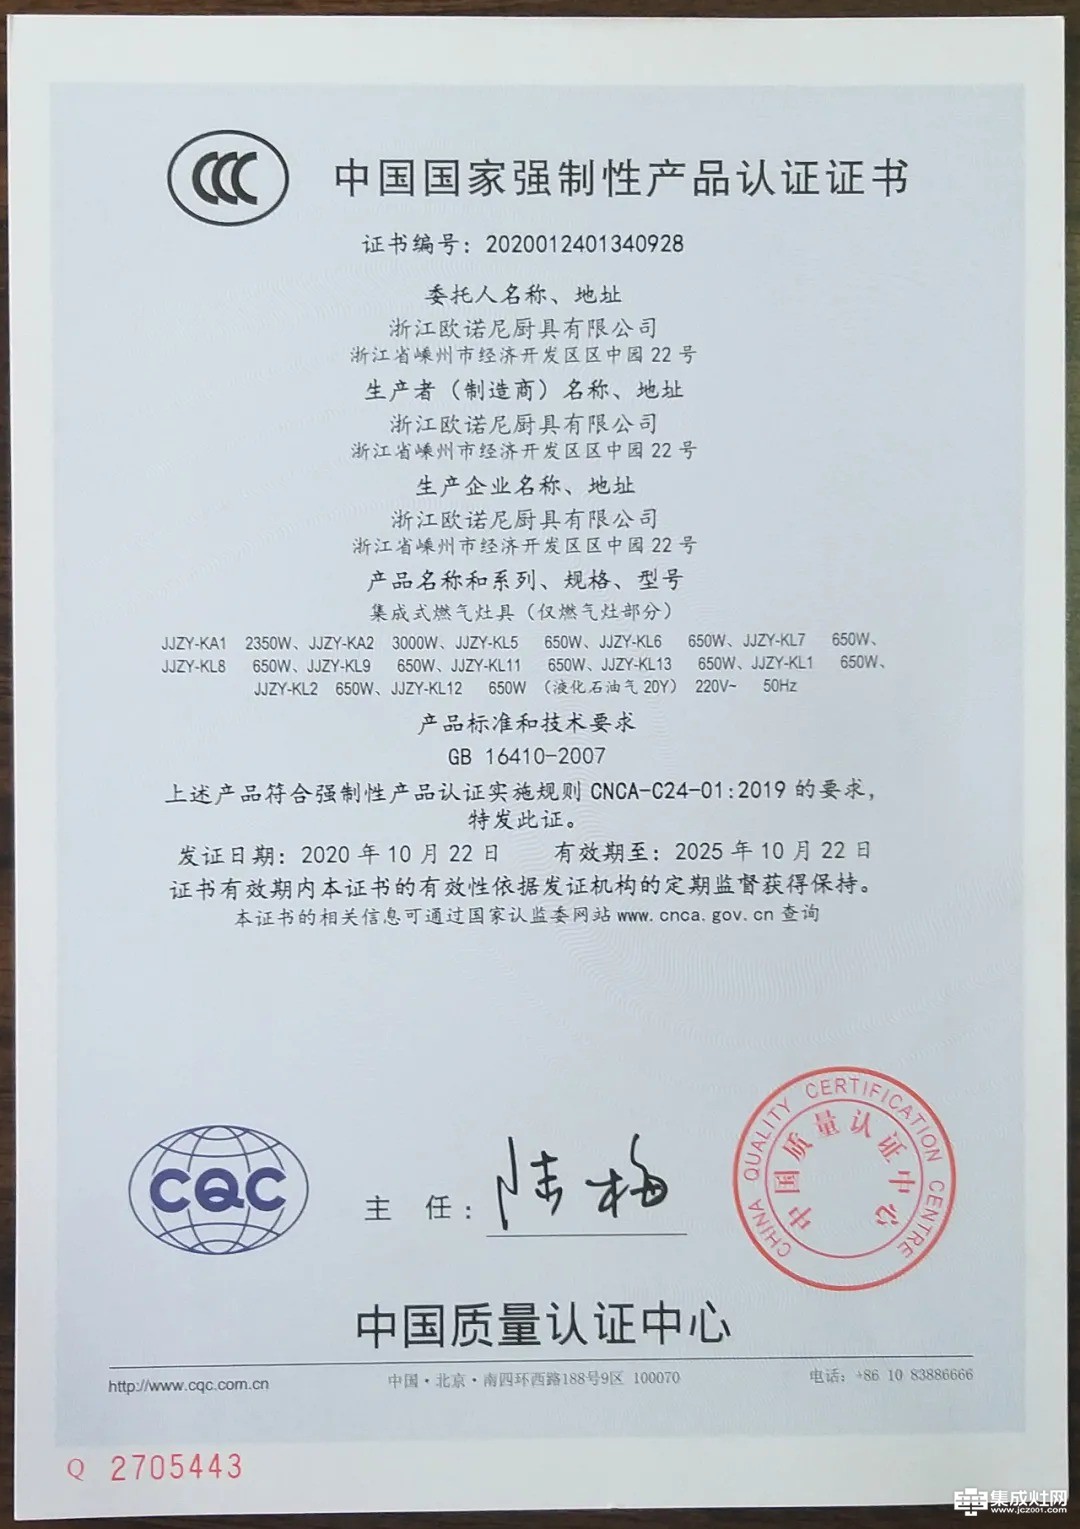 CCC
中国国家强制性产品认证证书
证书编号：2020012401340928
委托人名称、地址
浙江欧诺尼厨具有限公司
浙江省嵊州市经济开发区区中园 22 号
生产者（制造商）名称、地址
浙江欧诺尼厨具有限公司
浙江省嵊州市经济开发区区中园 22 号
生产企业名称、地址
浙江欧诺尼厨具有限公司
浙江省嵊州市经济开发区区中园 22 号
产品名称和系列、规格、型号
集成式燃气灶具（仅燃气灶部分）
JJZY-KA1 2350W、JJZY-KA2 3000W、JJZY-KL5 650W、JJZY-KL6 650W、JJZY-KL7 650W、
JJZY-KL8 650W、JJZY-KL9 650W、JJZY-KL11 650W、JJZY-KL13 650W、JJZY-KL1 650W、
JJZY-KL2 650W、JJZY-KL12 650W （液化石油气 20Y） 220V~ 50Hz
产品标准和技术要求
GB 16410-2007
上述产品符合强制性产品认证实施规则 CNCA-C24-01:2019 的要求，
特发此证。
发证日期：2020 年 10 月 22 日 有效期至：2025 年 10 月 22 日
证书有效期内本证书的有效性依据发证机构的定期监督获得保持。
本证书的相关信息可通过国家认监委网站 www.cnca.gov.cn 查询
CQC
主 任：陆梅
CHINA QUALITY CERTIFICATION CENTRE
中国质量认证中心
中国质量认证中心
http://www.cqc.com.cn 中国·北京·南四环西路188号9区 100070 电话：+86 10 83886666
Q 2705443
集成灶网
www.jcz001.com